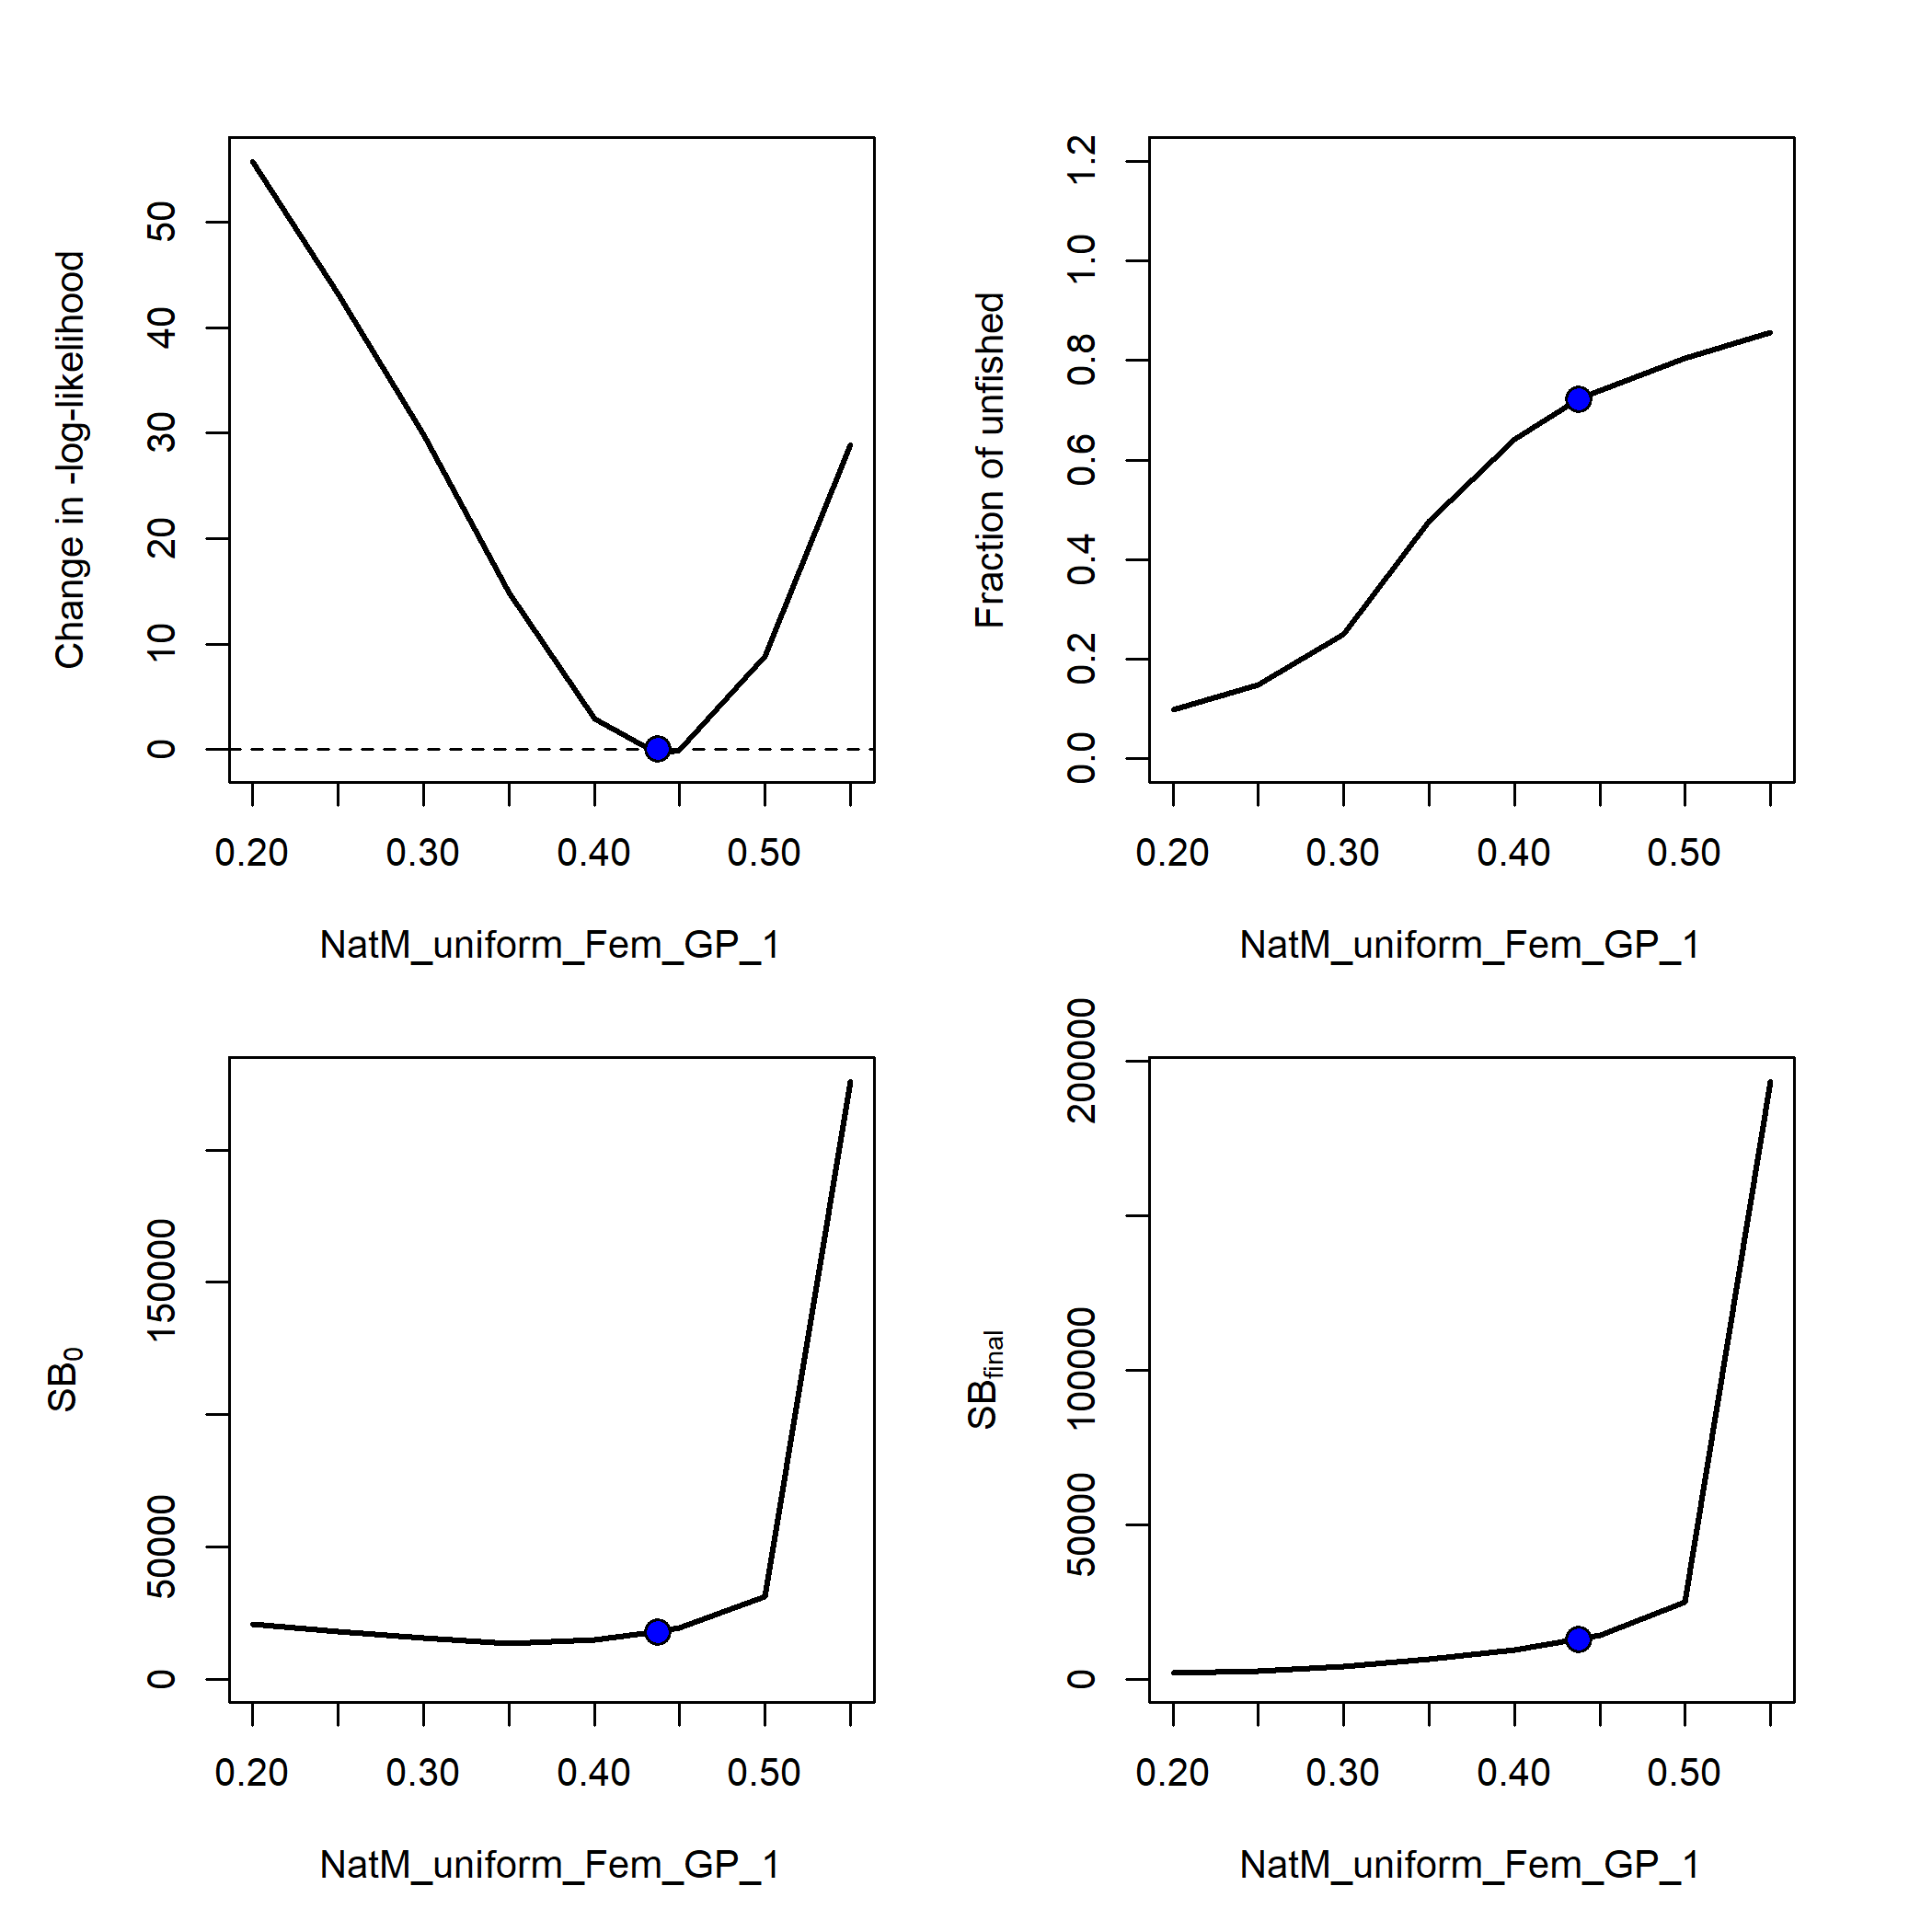 Change in -log-likelihood
0 10 20 30 40 50
0.20 0.30 0.40 0.50
NatM_uniform_Fem_GP_1
Fraction of unfished
0.0 0.2 0.4 0.6 0.8 1.0 1.2
0.20 0.30 0.40 0.50
NatM_uniform_Fem_GP_1
SB0
0 50000 150000
0.20 0.30 0.40 0.50
NatM_uniform_Fem_GP_1
SBfinal
0 50000 100000 200000
0.20 0.30 0.40 0.50
NatM_uniform_Fem_GP_1